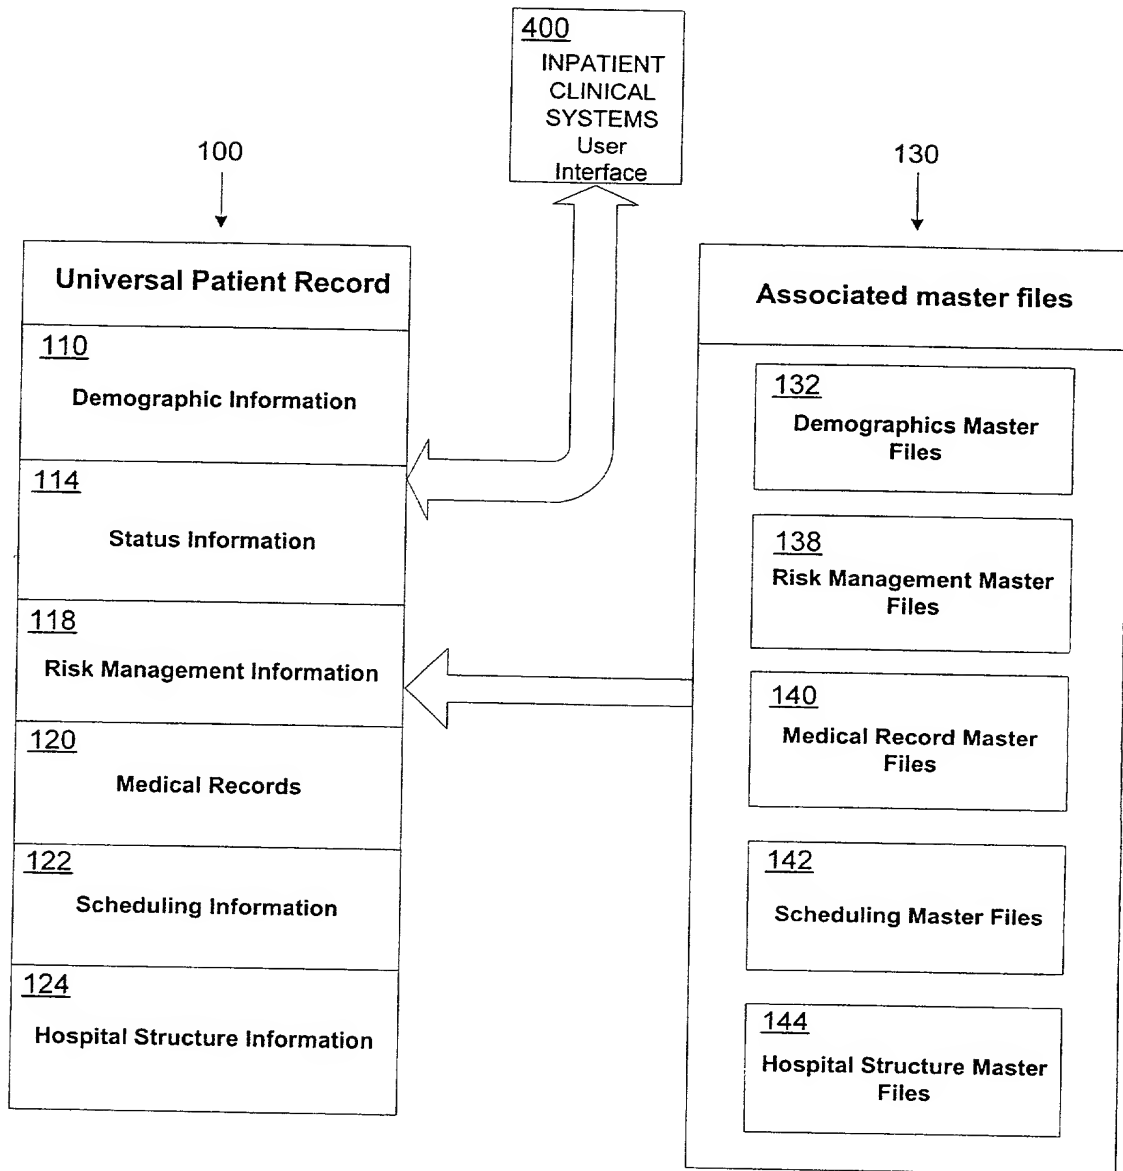 400
INPATIENT
CLINICAL
SYSTEMS
User
Interface
100
130
Universal Patient Record
110
Demographic Information
114
Status Information
118
Risk Management Information
120
Medical Records
122
Scheduling Information
124
Hospital Structure Information
Associated master files
132
Demographics Master
Files
138
Risk Management Master
Files
140
Medical Record Master
Files
142
Scheduling Master Files
144
Hospital Structure Master
Files